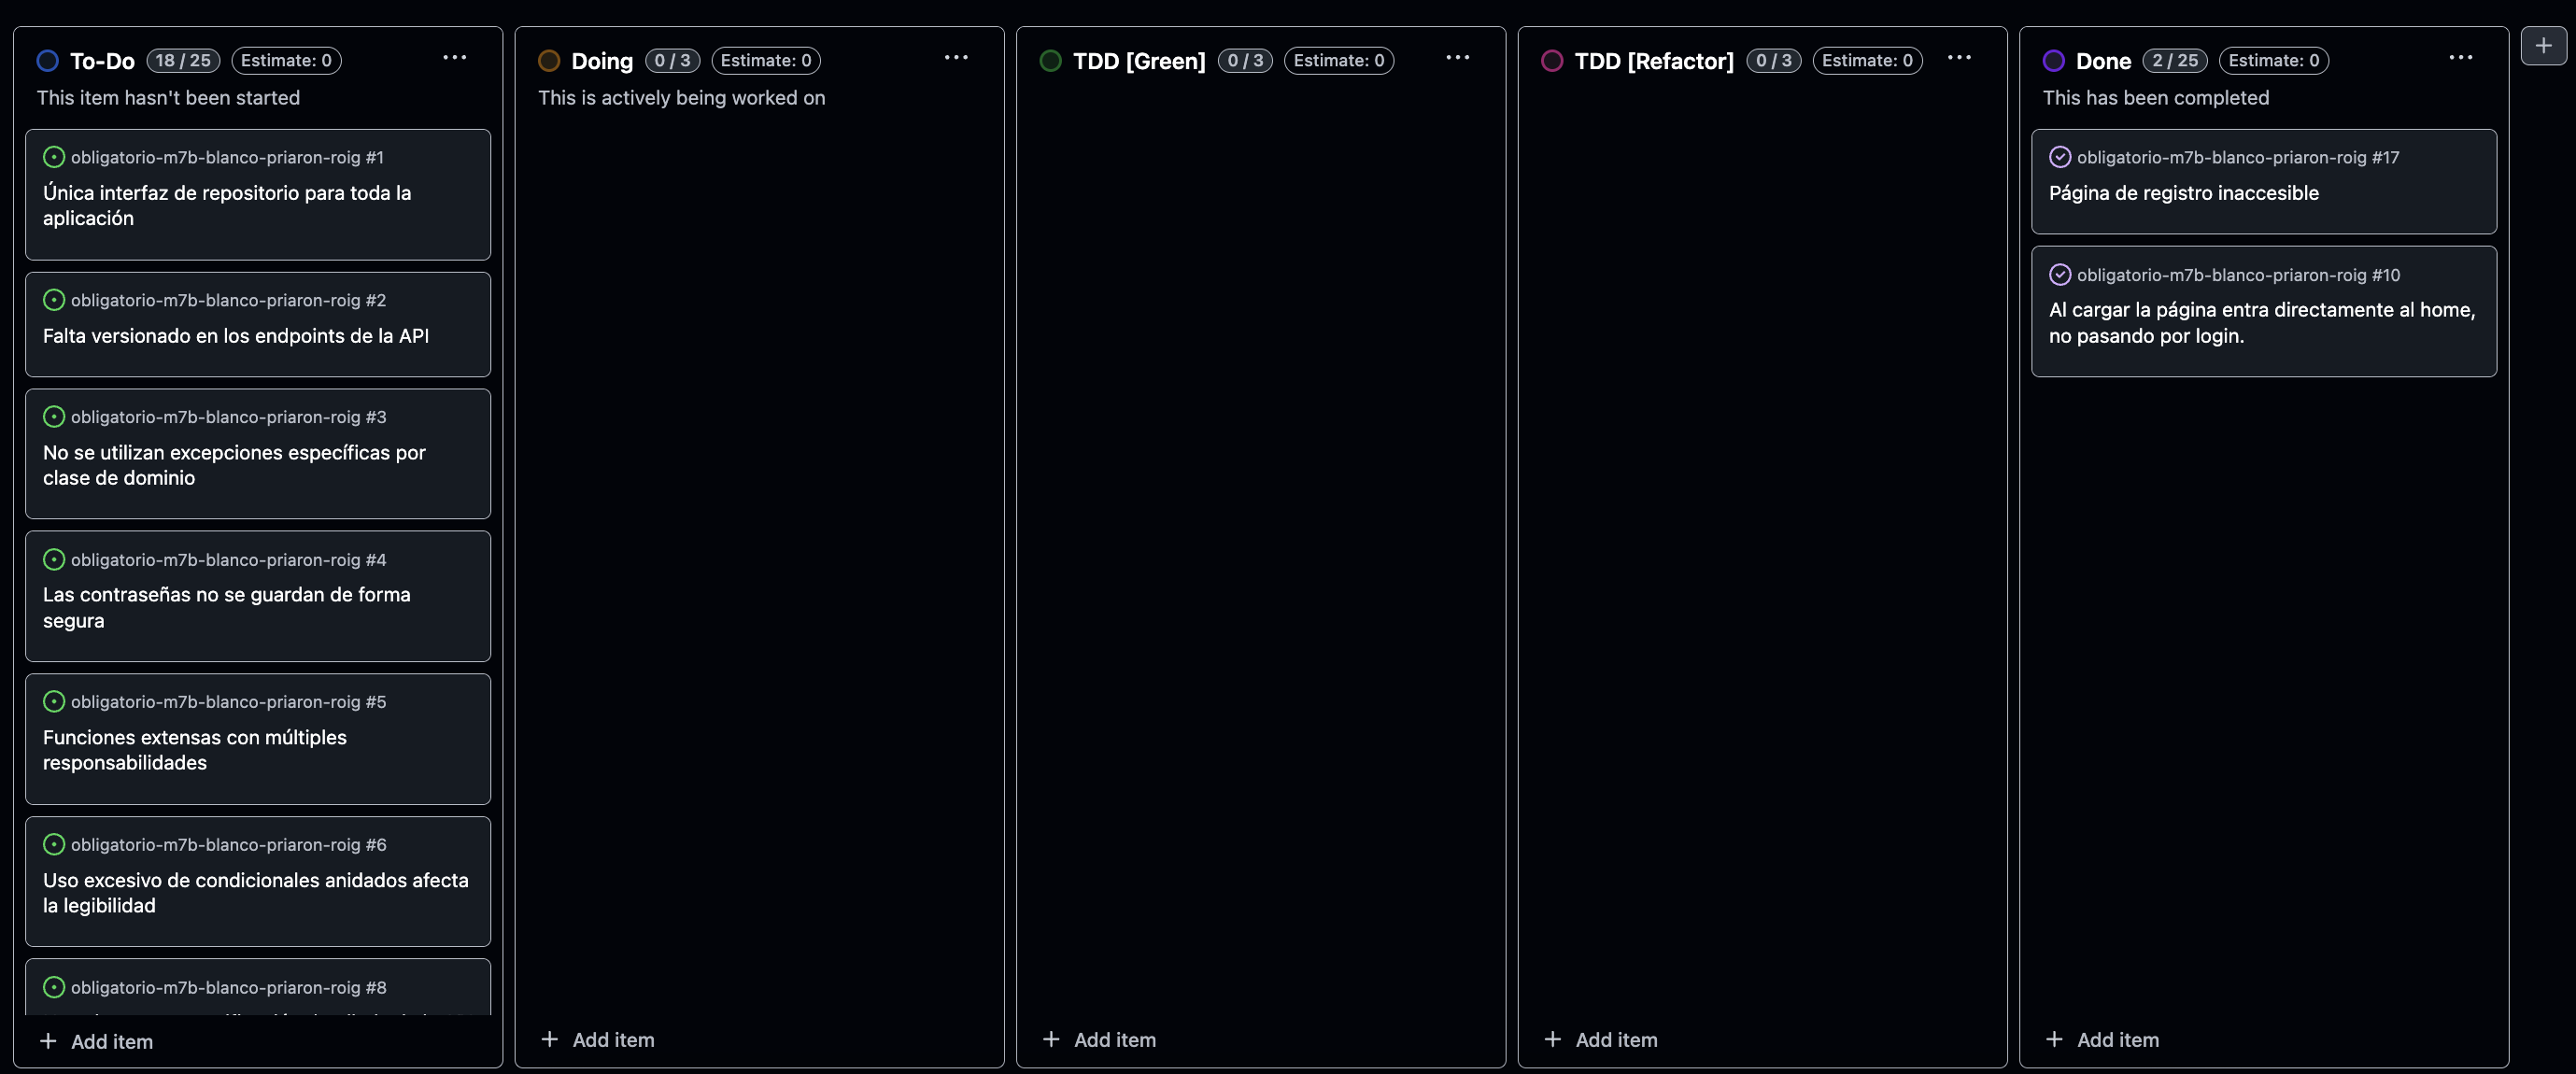 To-Do 18 / 25 Estimate: 0
This item hasn't been started
obligatorio-m7b-blanco-priaron-roig #1
Única interfaz de repositorio para toda la
aplicación
obligatorio-m7b-blanco-priaron-roig #2
Falta versionado en los endpoints de la API
obligatorio-m7b-blanco-priaron-roig #3
No se utilizan excepciones específicas por
clase de dominio
obligatorio-m7b-blanco-priaron-roig #4
Las contraseñas no se guardan de forma
segura
obligatorio-m7b-blanco-priaron-roig #5
Funciones extensas con múltiples
responsabilidades
obligatorio-m7b-blanco-priaron-roig #6
Uso excesivo de condicionales anidados afecta
la legibilidad
obligatorio-m7b-blanco-priaron-roig #8
+ Add item
Doing 0 / 3 Estimate: 0
This is actively being worked on
+ Add item
TDD [Green] 0 / 3 Estimate: 0
+ Add item
TDD [Refactor] 0 / 3 Estimate: 0
+ Add item
Done 2 / 25 Estimate: 0
This has been completed
obligatorio-m7b-blanco-priaron-roig #17
Página de registro inaccesible
obligatorio-m7b-blanco-priaron-roig #10
Al cargar la página entra directamente al home,
no pasando por login.
+ Add item